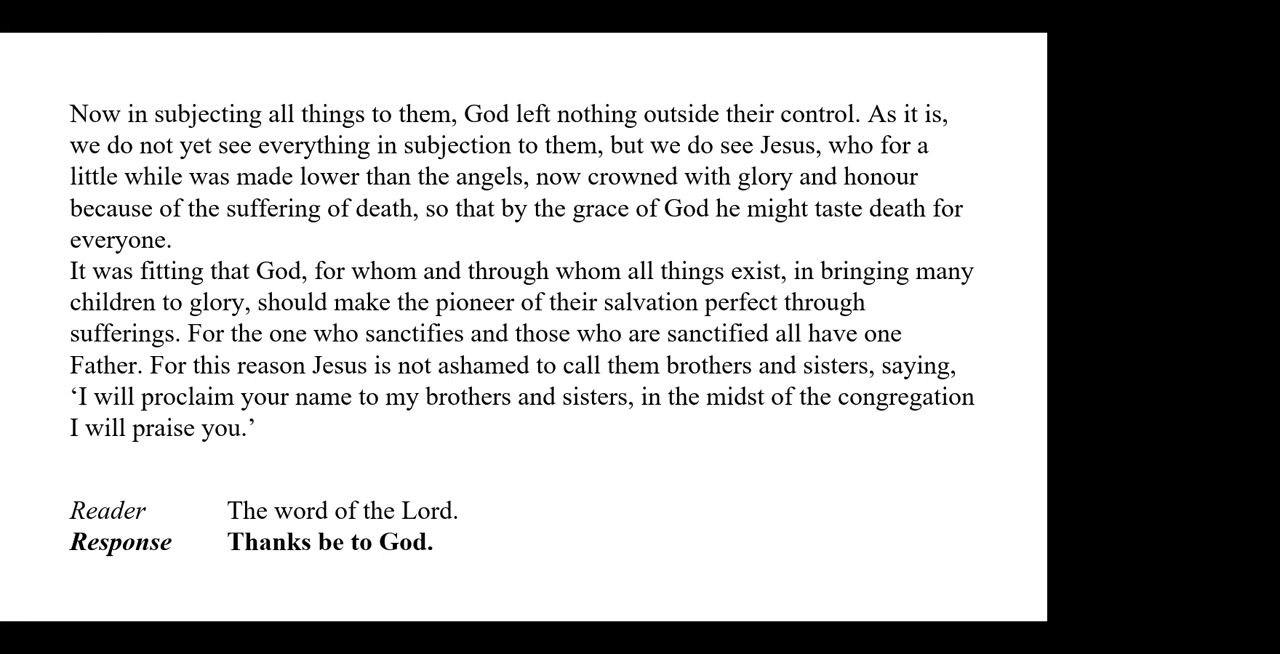 Now in subjecting all things to them, God left nothing outside their control. As it is,
we do not yet see everything in subjection to them, but we do see Jesus, who for a
little while was made lower than the angels, now crowned with glory and honour
because of the suffering of death, so that by the grace of God he might taste death for
everyone.
It was fitting that God, for whom and through whom all things exist, in bringing many
children to glory, should make the pioneer of their salvation perfect through
sufferings. For the one who sanctifies and those who are sanctified all have one
Father. For this reason Jesus is not ashamed to call them brothers and sisters, saying,
‘I will proclaim your name to my brothers and sisters, in the midst of the congregation
I will praise you.’
Reader The word of the Lord.
Response Thanks be to God.